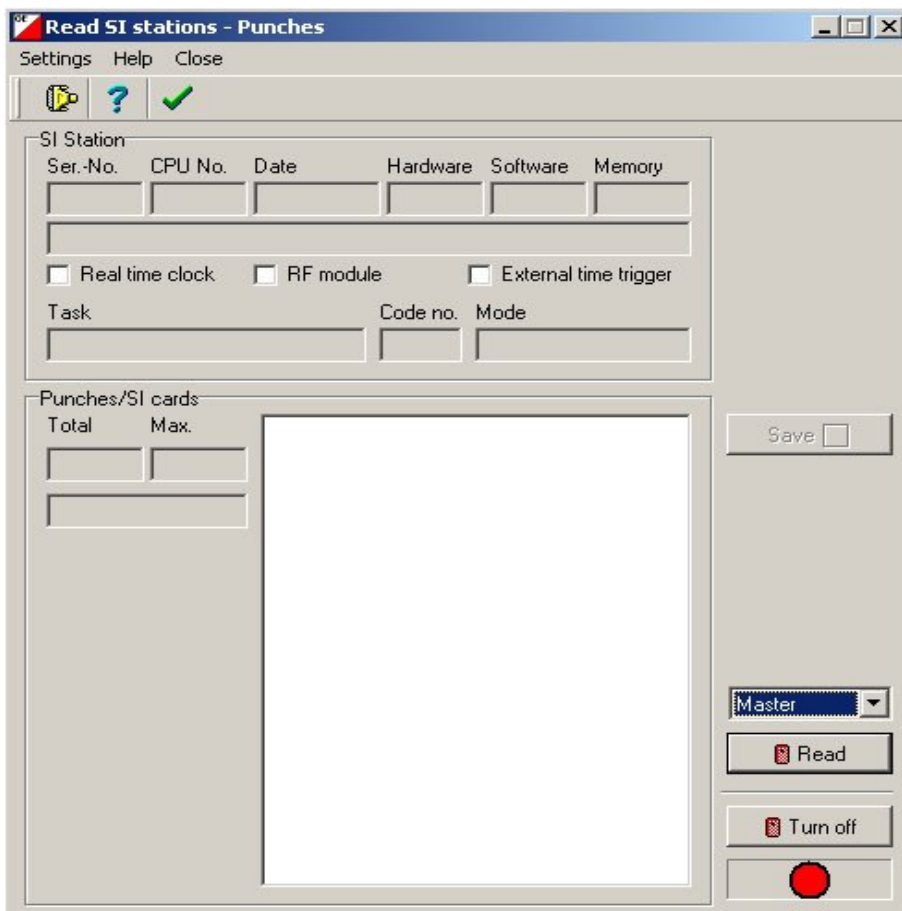 OE Read SI stations - Punches
Settings Help Close
?
SI Station
Ser.-No. CPU No. Date Hardware Software Memory
Real time clock RF module External time trigger
Task Code no. Mode
Punches/SI cards
Total Max.
Save
Master
Read
Turn off